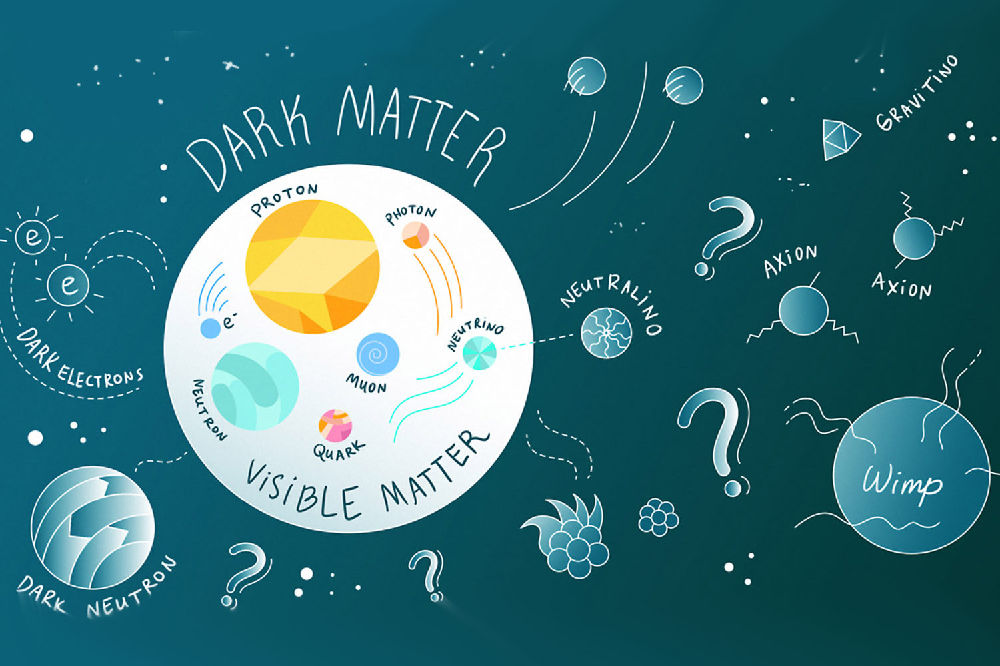 DARK MATTER
GRAVITINO
PROTON
PHOTON
e
e
e-
AXION
AXION
NEUTRALINO
NEUTRINO
DARK ELECTRONS
MUON
NEUTRON
QUARK
VISIBLE MATTER
?
?
Wimp
DARK NEUTRON
?
?